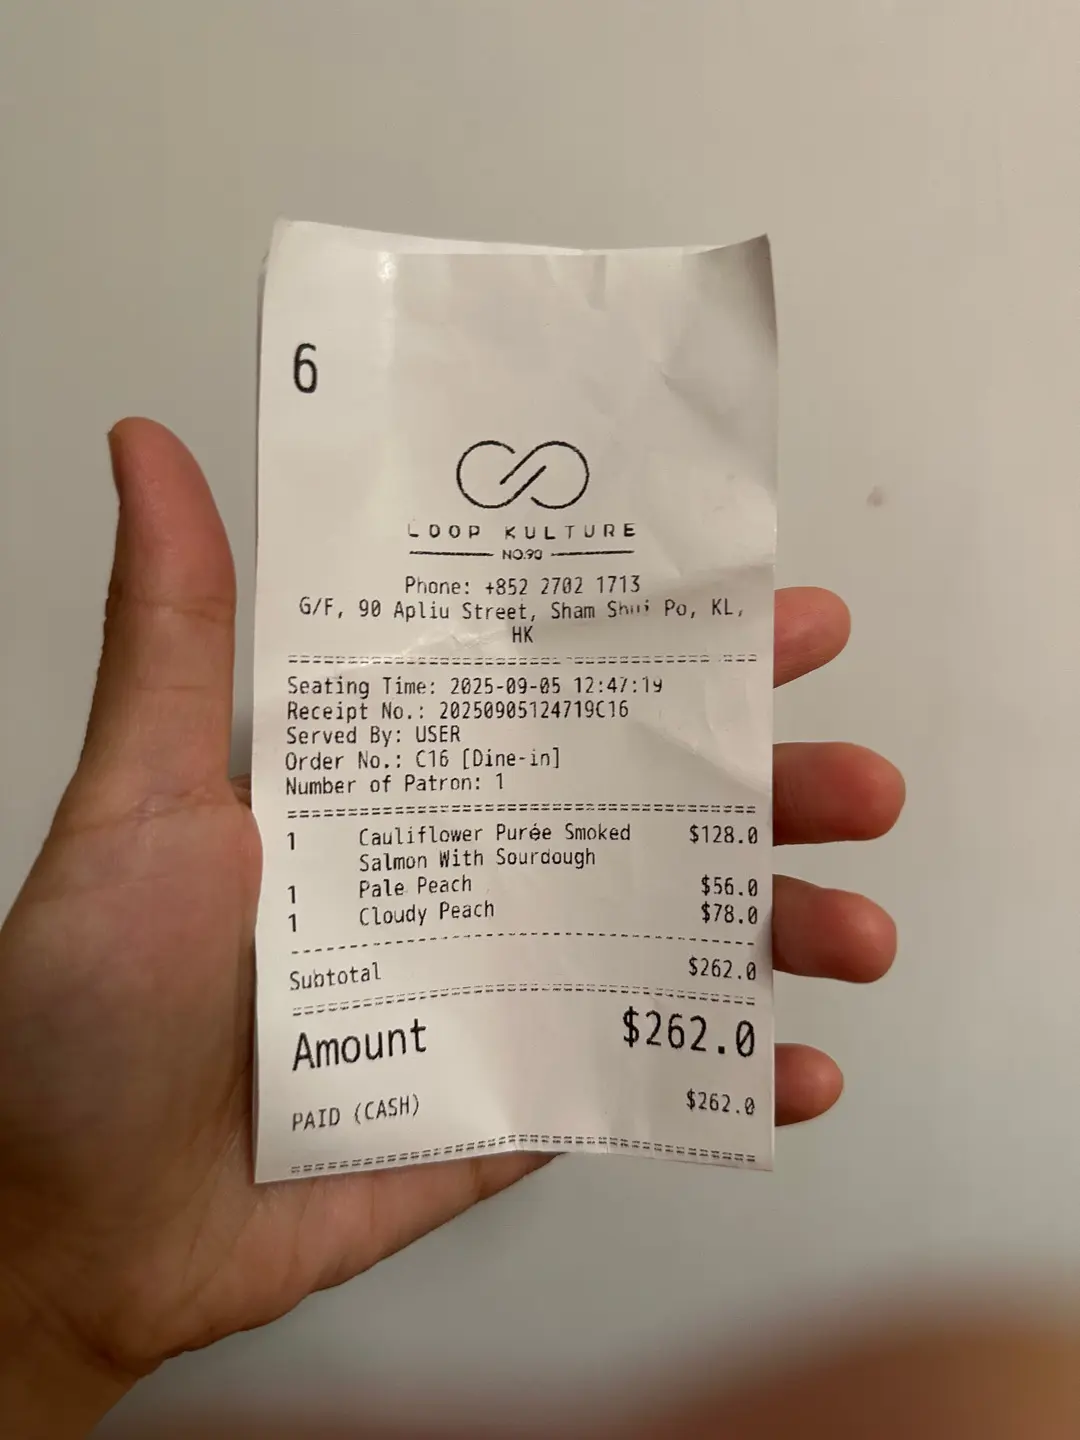 6
LOOP KULTURE
NO.90
Phone: +852 2702 1713
G/F, 90 Apliu Street, Sham Shui Po, KL,
HK
Seating Time: 2025-09-05 12:47:19
Receipt No.: 20250905124719C16
Served By: USER
Order No.: C16 [Dine-in]
Number of Patron: 1
1 Cauliflower Purée Smoked $128.0
Salmon With Sourdough
1 Pale Peach $56.0
1 Cloudy Peach $78.0
Subtotal $262.0
Amount $262.0
PAID (CASH) $262.0